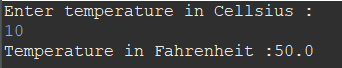 Enter temperature in Cellsius :
10
Temperature in Fahrenheit :50.0